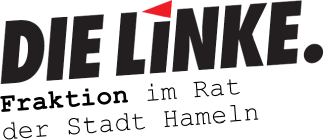 DIE LINKE.
Fraktion im Rat
der Stadt Hameln